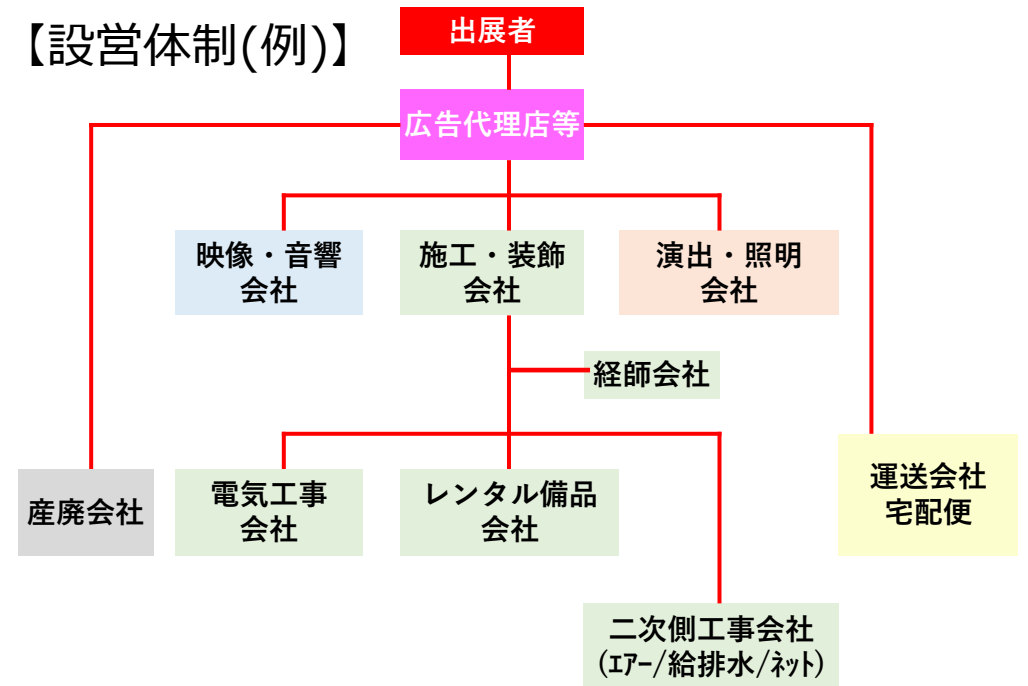 【設営体制(例)】
出展者
広告代理店等
映像・音響
会社
施工・装飾
会社
演出・照明
会社
経師会社
産廃会社
電気工事
会社
レンタル備品
会社
運送会社
宅配便
二次側工事会社
(ｴｱｰ/給排水/ﾈｯﾄ)